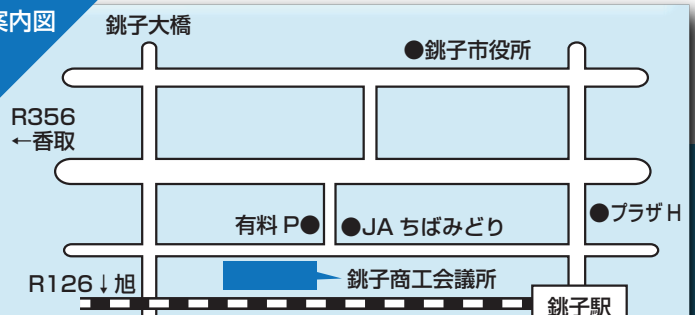 案内図
銚子大橋
●銚子市役所
R356
←香取
有料 P●
●JA ちばみどり
●プラザ H
R126↓旭
銚子商工会議所
銚子駅